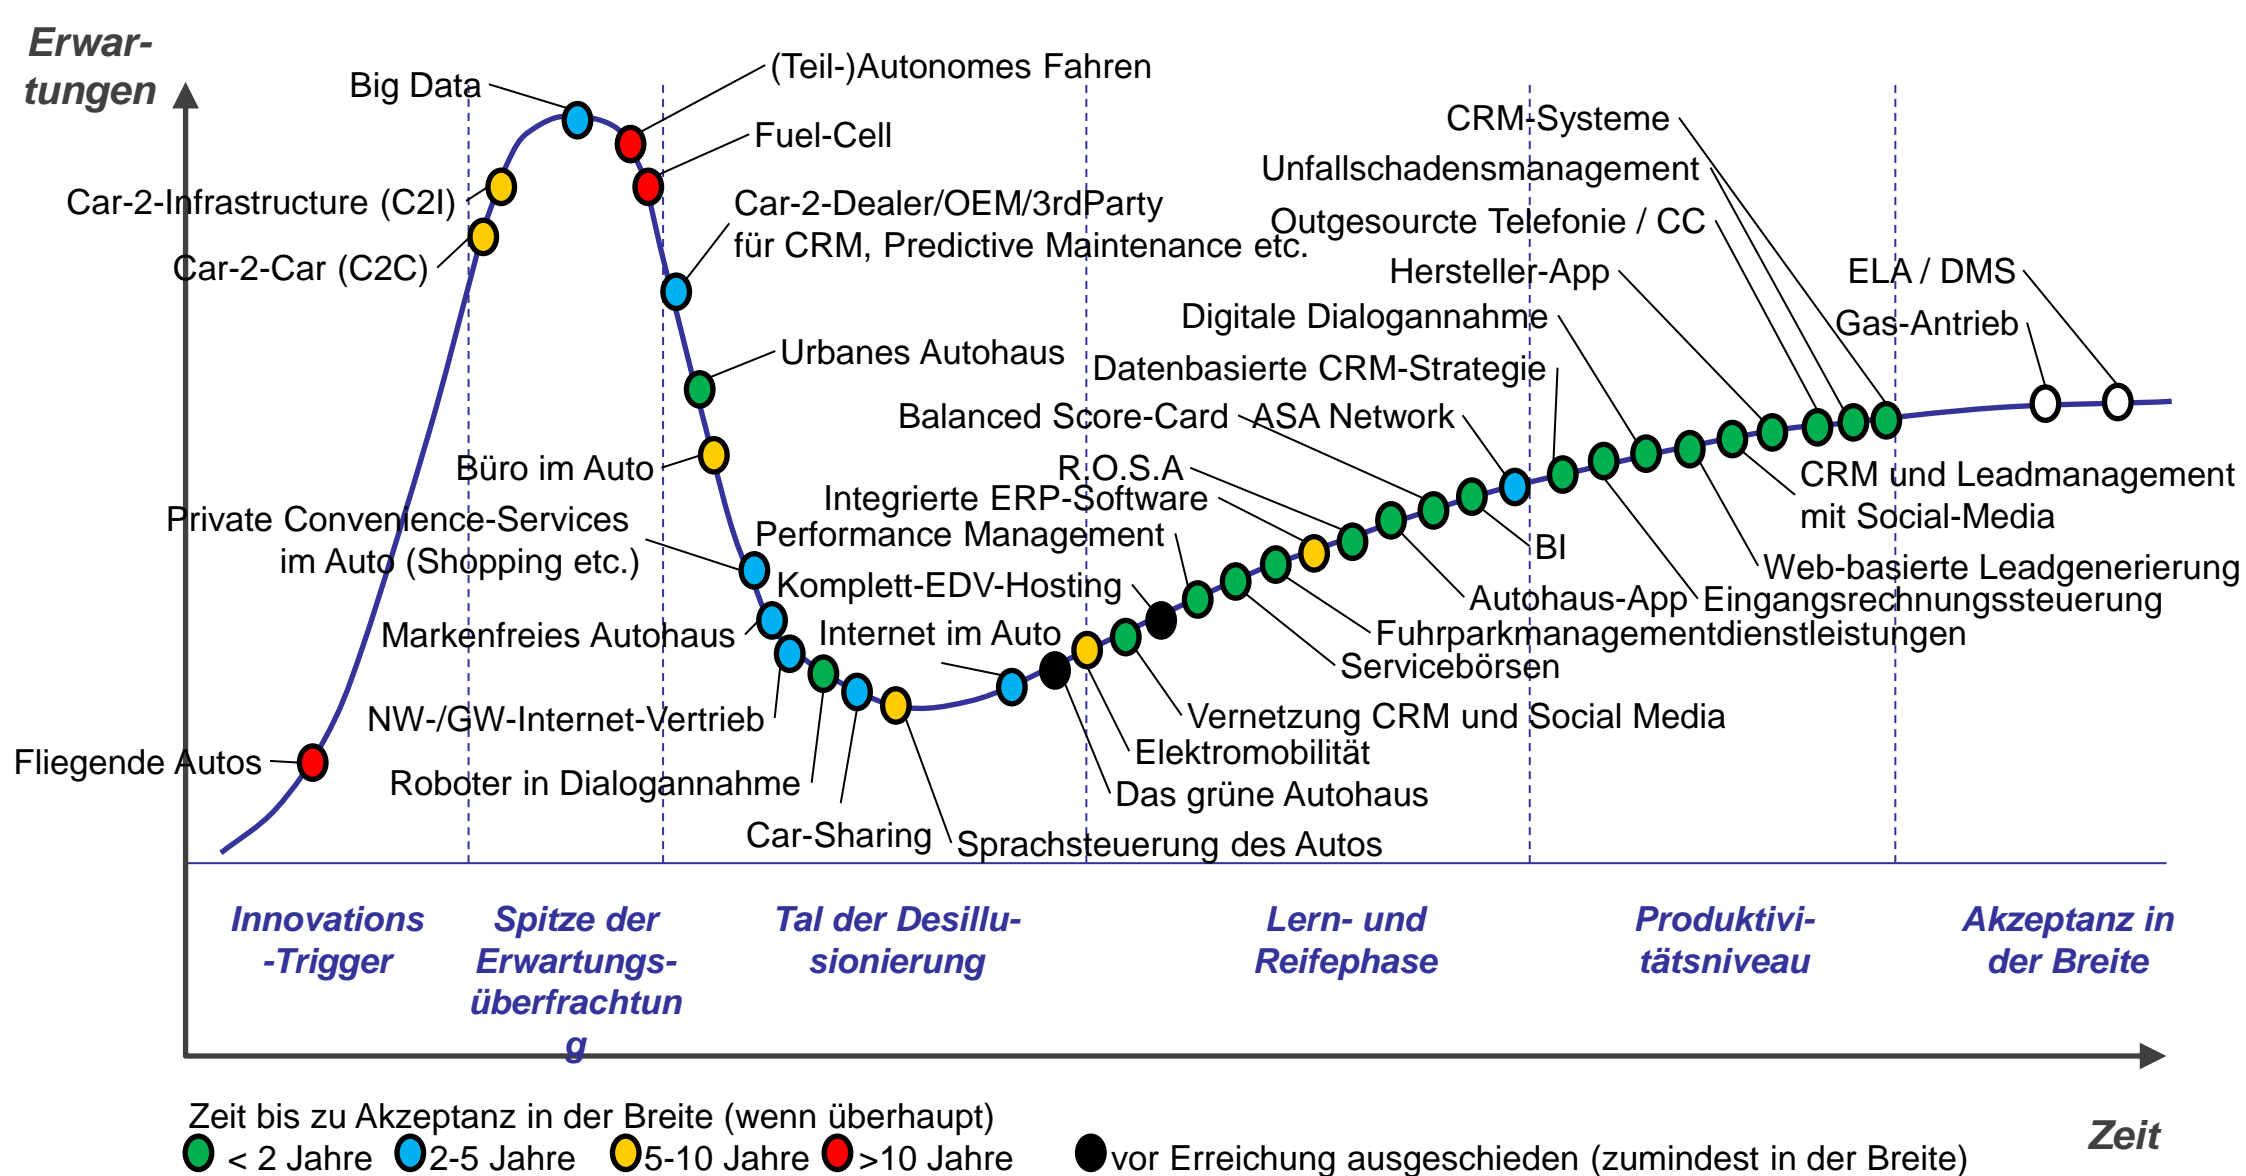 Erwar-
tungen
Big Data
(Teil-)Autonomes Fahren
Fuel-Cell
Car-2-Infrastructure (C2I)
Car-2-Car (C2C)
Car-2-Dealer/OEM/3rdParty
für CRM, Predictive Maintenance etc.
CRM-Systeme
Unfallschadensmanagement
Outgesourcte Telefonie / CC
Hersteller-App
ELA / DMS
Gas-Antrieb
Digitale Dialogannahme
Urbanes Autohaus
Datenbasierte CRM-Strategie
Balanced Score-Card
ASA Network
Büro im Auto
R.O.S.A
Integrierte ERP-Software
Private Convenience-Services
im Auto (Shopping etc.)
Performance Management
CRM und Leadmanagement
mit Social-Media
BI
Web-basierte Leadgenerierung
Komplett-EDV-Hosting
Autohaus-App
Eingangsrechnungssteuerung
Markenfreies Autohaus
Internet im Auto
Fuhrparkmanagementdienstleistungen
Servicebörsen
NW-/GW-Internet-Vertrieb
Vernetzung CRM und Social Media
Elektromobilität
Fliegende Autos
Roboter in Dialogannahme
Das grüne Autohaus
Car-Sharing
Sprachsteuerung des Autos
Innovations
-Trigger
Spitze der
Erwartungs-
überfrachtun
g
Tal der Desillu-
sionierung
Lern- und
Reifephase
Produktivi-
tätsniveau
Akzeptanz in
der Breite
Zeit bis zu Akzeptanz in der Breite (wenn überhaupt)
Zeit
< 2 Jahre
2-5 Jahre
5-10 Jahre
>10 Jahre
vor Erreichung ausgeschieden (zumindest in der Breite)